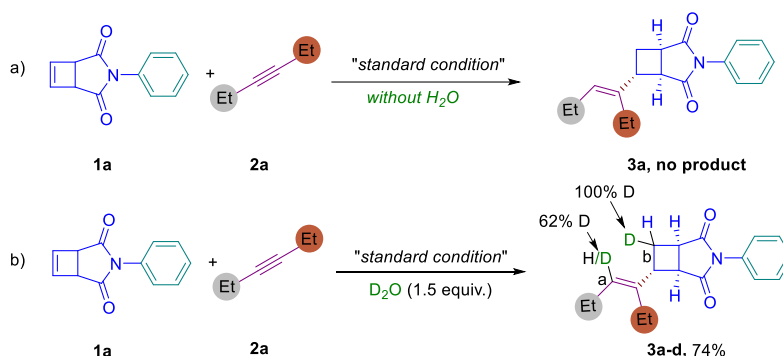 a)
O
N
O
1a
+
Et
Et
2a
"standard condition"
without H2O
H
O
N
H
O
Et
Et
3a, no product
b)
O
N
O
1a
+
Et
Et
2a
"standard condition"
D2O (1.5 equiv.)
100% D
62% D
H
H
D
O
H/D
b
N
a
H
O
Et
Et
3a-d, 74%